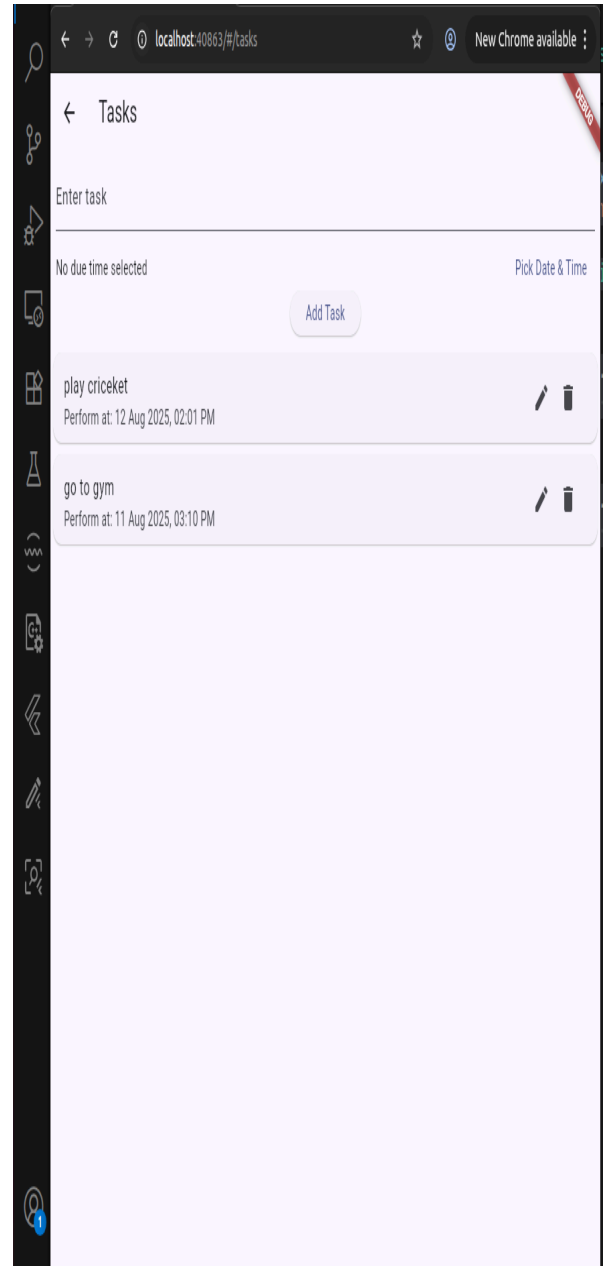 localhost:40863/#/tasks
New Chrome available
Tasks
DEBUG
Enter task
No due time selected
Pick Date & Time
Add Task
play criceket
Perform at: 12 Aug 2025, 02:01 PM
go to gym
Perform at: 11 Aug 2025, 03:10 PM
1